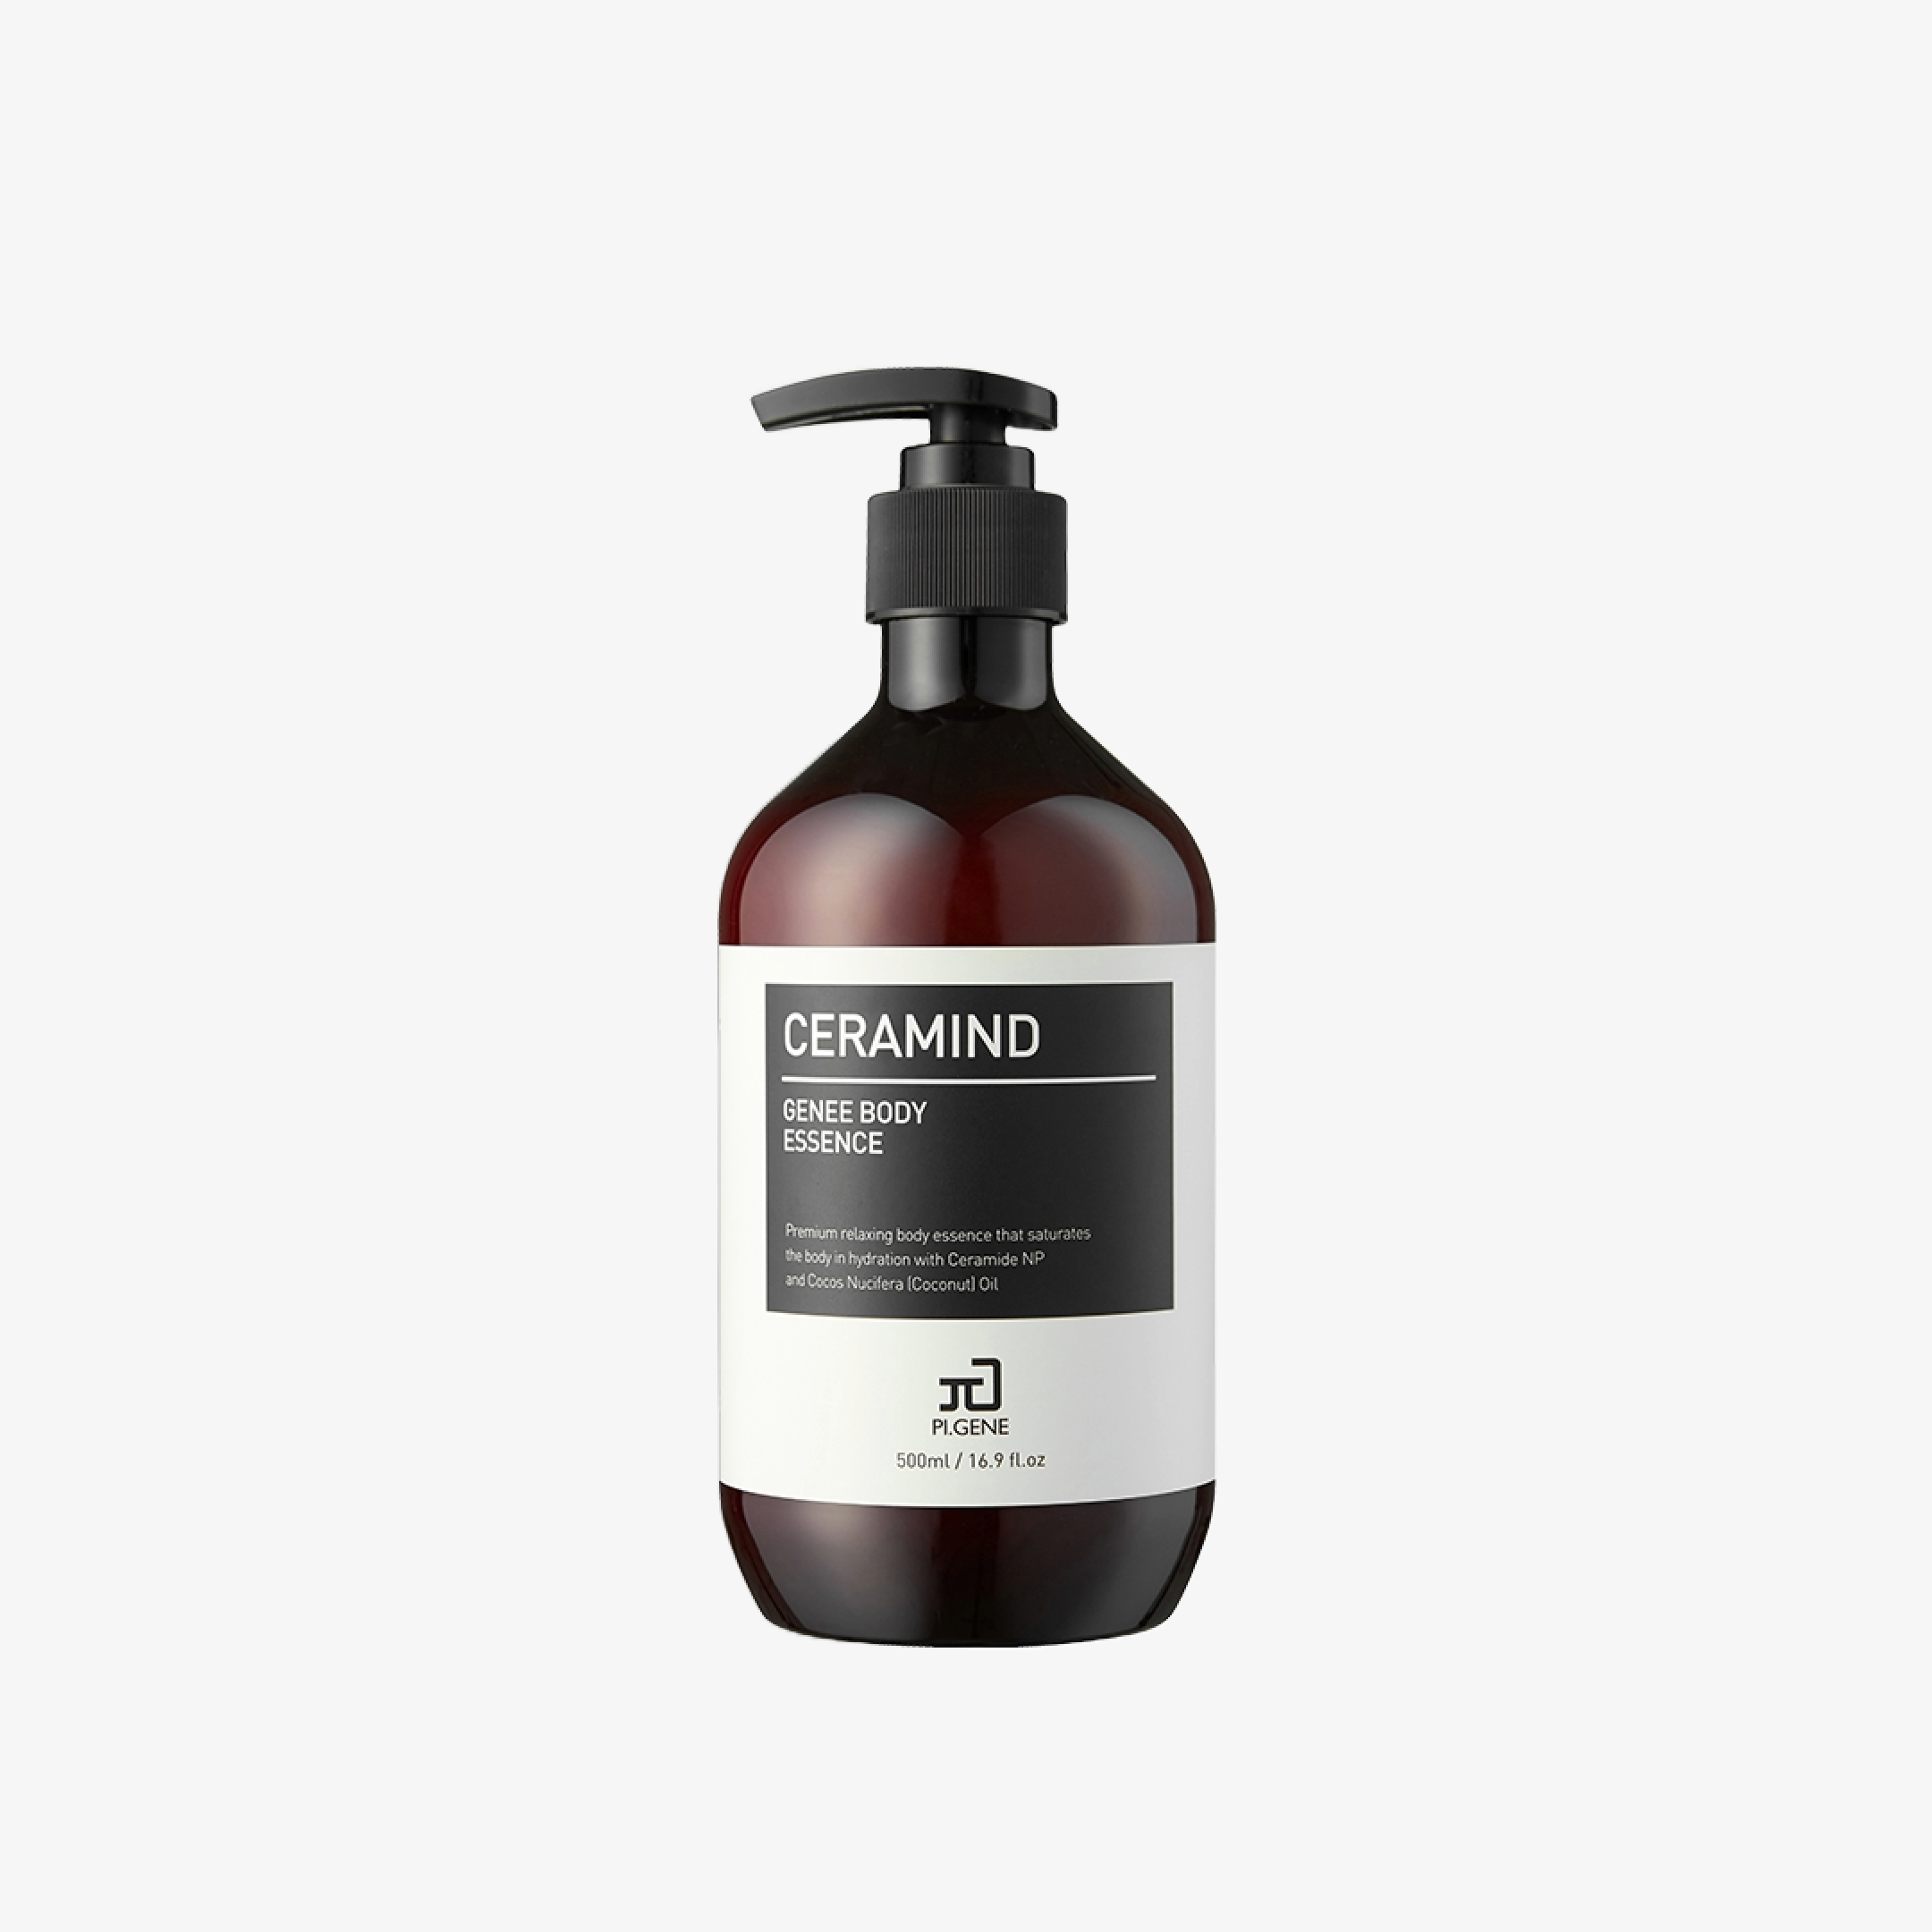 CERAMIND
GENEE BODY
ESSENCE
Premium relaxing body essence that saturates
the body in hydration with Ceramide NP
and Cocos Nucifera (Coconut) Oil
PI.GENE
500ml / 16.9 fl.oz